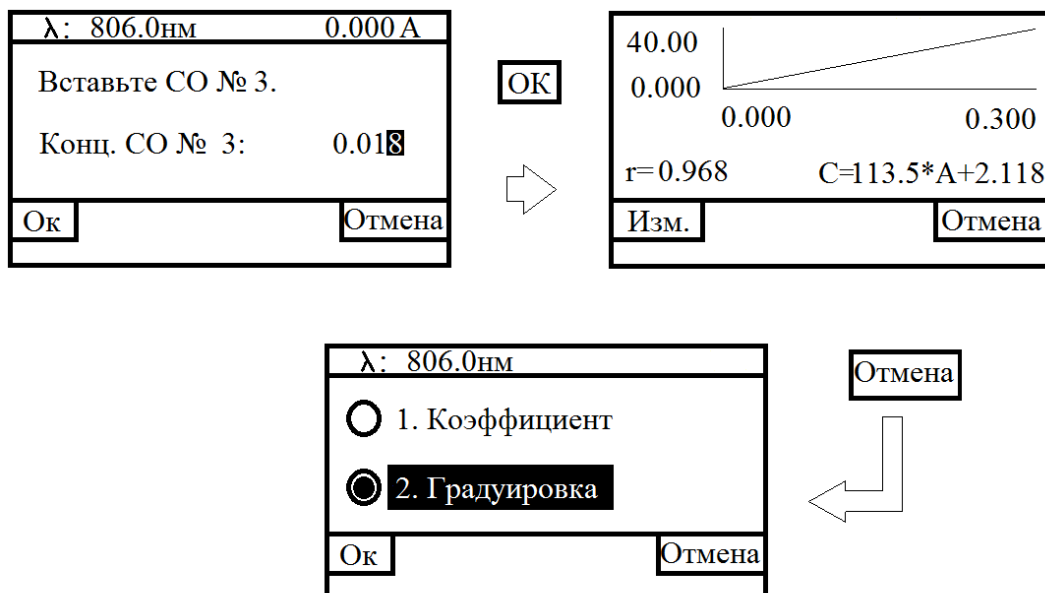 λ: 806.0нм 0.000 A
Вставьте СО № 3.
Конц. СО № 3: 0.018
Ок Отмена
ОК
40.00
0.000
0.000 0.300
r=0.968 C=113.5*A+2.118
Изм. Отмена
λ: 806.0нм
1. Коэффициент
2. Градуировка
Ок Отмена
Отмена